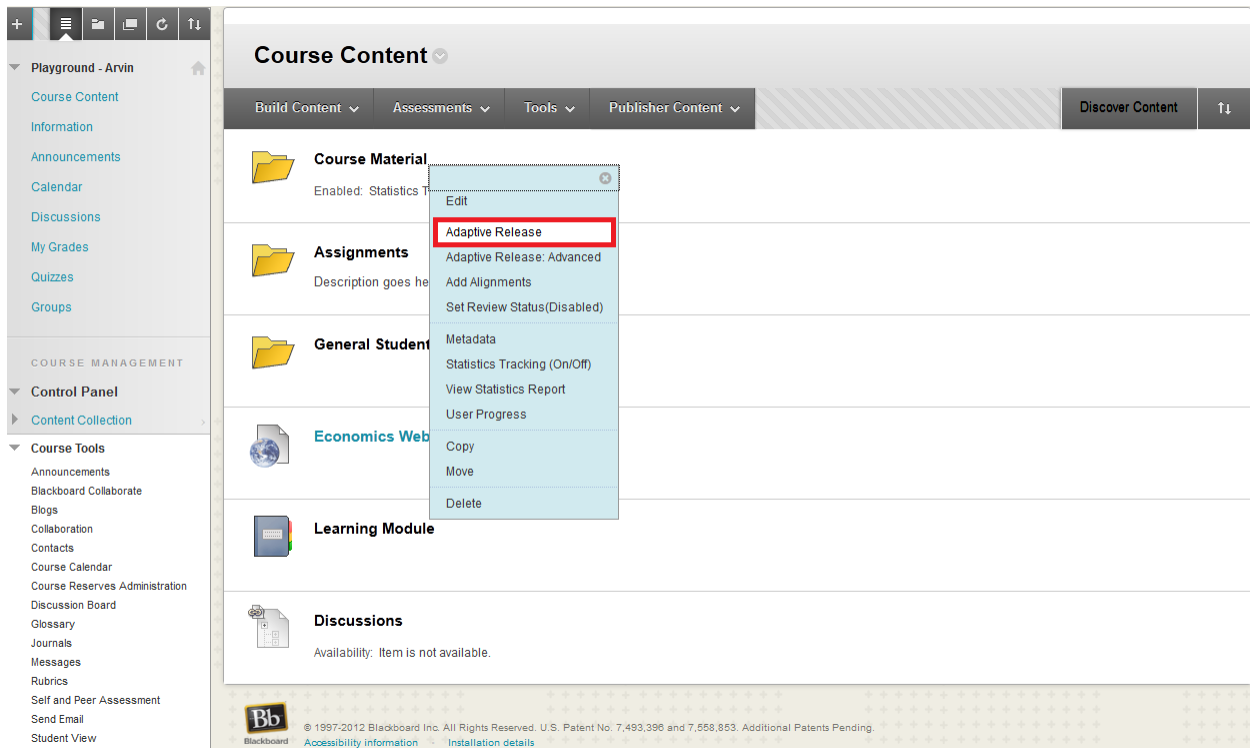 Playground - Arvin
Course Content
Information
Announcements
Calendar
Discussions
My Grades
Quizzes
Groups
COURSE MANAGEMENT
Control Panel
Content Collection
Course Tools
Announcements
Blackboard Collaborate
Blogs
Collaboration
Contacts
Course Calendar
Course Reserves Administration
Discussion Board
Glossary
Journals
Messages
Rubrics
Self and Peer Assessment
Send Email
Student View
Course Content
Build Content Assessments Tools Publisher Content Discover Content
Course Material
Enabled: Statistics T
Edit
Adaptive Release
Adaptive Release: Advanced
Add Alignments
Set Review Status(Disabled)
Metadata
Statistics Tracking (On/Off)
View Statistics Report
User Progress
Copy
Move
Delete
Assignments
Description goes he
General Student
Economics Web
Learning Module
Discussions
Availability: Item is not available.
Bb
Blackboard
© 1997-2012 Blackboard Inc. All Rights Reserved. U.S. Patent No. 7,493,396 and 7,558,853. Additional Patents Pending.
Accessibility information · Installation details